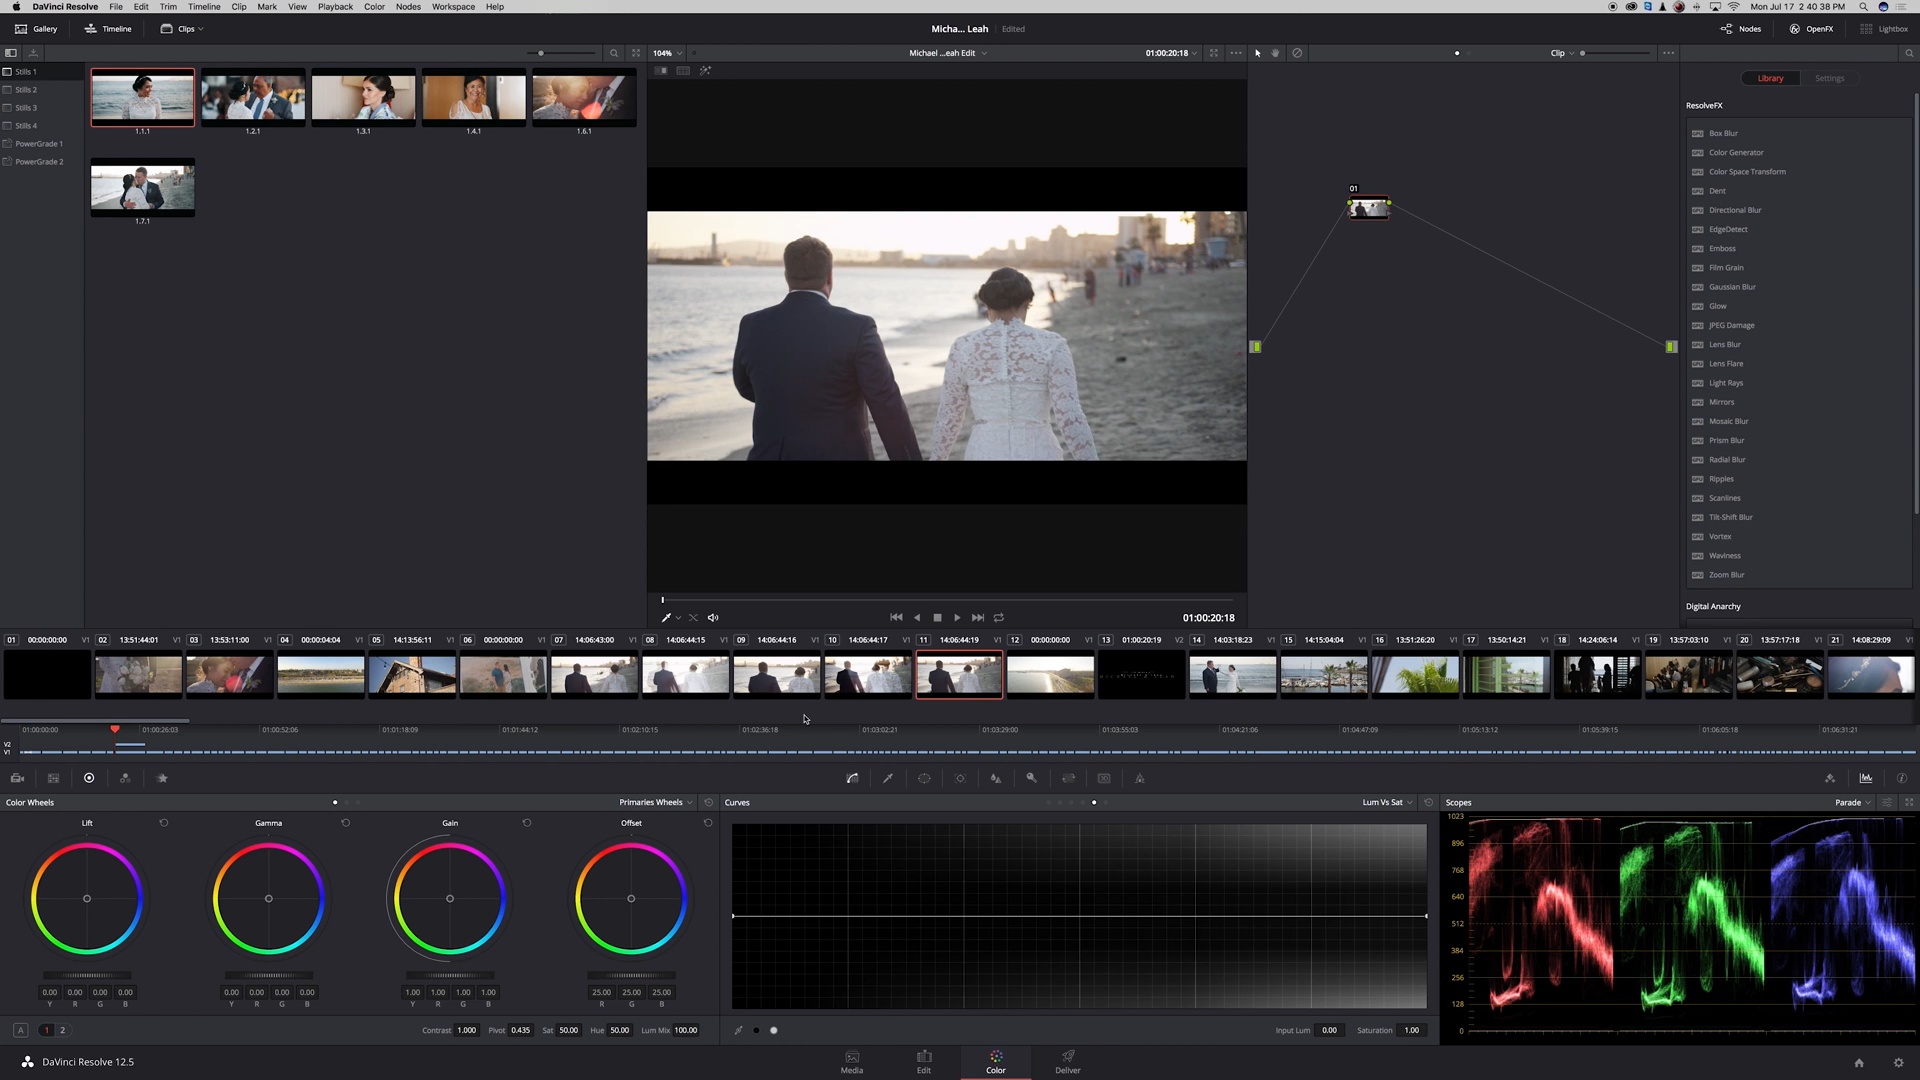 DaVinci Resolve File Edit Trim Timeline Clip Mark View Playback Color Nodes Workspace Help
Mon Jul 17 2 40 38 PM
Gallery Timeline Clips
Micha... Leah Edited
Nodes OpenFX Lightbox
104%
Michael ...eah Edit
01:00:20:18
Clip
Stills 1
Stills 2
Stills 3
Stills 4
PowerGrade 1
PowerGrade 2
1.1.1 1.2.1 1.3.1 1.4.1 1.6.1
1.7.1
01
Library Settings
ResolveFX
Box Blur
Color Generator
Color Space Transform
Dent
Directional Blur
EdgeDetect
Emboss
Film Grain
Gaussian Blur
Glow
JPEG Damage
Lens Blur
Lens Flare
Light Rays
Mirrors
Mosaic Blur
Prism Blur
Radial Blur
Ripples
Scanlines
Tilt-Shift Blur
Vortex
Waviness
Zoom Blur
Digital Anarchy
01:00:20:18
01 00:00:00:00 V1 02 13:51:44:01 V1 03 13:53:11:00 V1 04 00:00:04:04 V1 05 14:13:56:11 V1 06 00:00:00:00 V1 07 14:06:43:00 V1 08 14:06:44:15 V1 09 14:06:44:16 V1 10 14:06:44:17 V1 11 14:06:44:19 V1 12 00:00:00:00 V1 13 01:00:20:19 V2 14 14:03:18:23 V1 15 14:15:04:04 V1 16 13:51:26:20 V1 17 13:50:14:21 V1 18 14:24:06:14 V1 19 13:57:03:10 V1 20 13:57:17:18 V1 21 14:08:29:09 V1
01:00:00:00 01:00:26:03 01:00:52:06 01:01:18:09 01:01:44:12 01:02:10:15 01:02:36:18 01:03:02:21 01:03:29:00 01:03:55:03 01:04:21:06 01:04:47:09 01:05:13:12 01:05:39:15 01:06:05:18 01:06:31:21
V2
V1
Color Wheels Primaries Wheels Curves Lum Vs Sat Scopes Parade
Lift Gamma Gain Offset
1023
896
768
640
512
384
256
128
0
0.00 0.00 0.00 0.00 0.00 0.00 0.00 0.00 1.00 1.00 1.00 1.00 25.00 25.00 25.00
Y R G B Y R G B Y R G B R G B
A 1 2 Contrast 1.000 Pivot 0.435 Sat 50.00 Hue 50.00 Lum Mix 100.00
Input Lum 0.00 Saturation 1.00
DaVinci Resolve 12.5
Media Edit Color Deliver